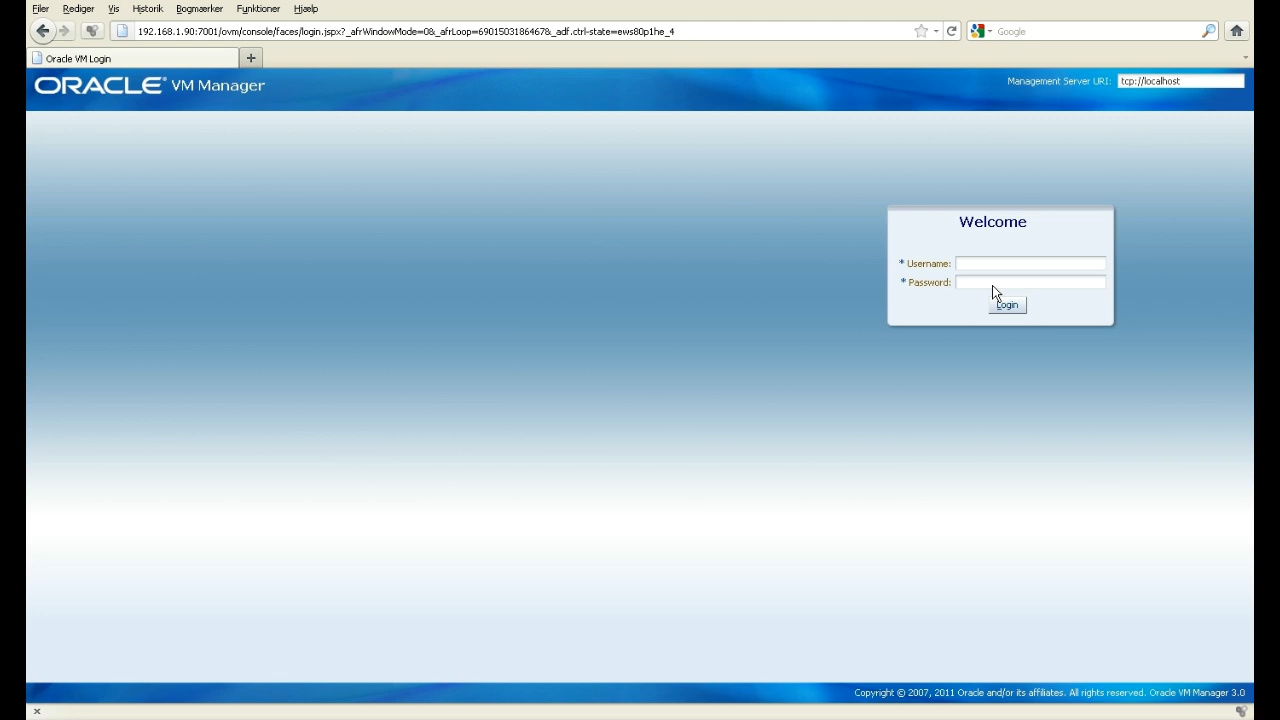 Filer Rediger Vis Historik Bogmærker Funktioner Hjælp
192.168.1.90:7001/ovm/console/faces/login.jspx?_afrWindowMode=0&_afrLoop=6901503186467&_adf.ctrl-state=ews80p1he_4
Google
Oracle VM Login
ORACLE VM Manager
Management Server URI: tcp://localhost
Welcome
* Username:
* Password:
Login
Copyright © 2007, 2011 Oracle and/or its affiliates. All rights reserved. Oracle VM Manager 3.0